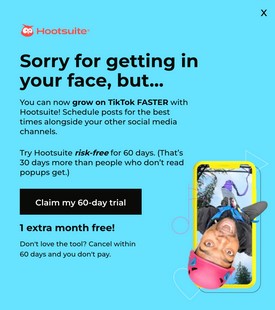 X
Hootsuite
Sorry for getting in
your face, but...
You can now grow on TikTok FASTER with
Hootsuite! Schedule posts for the best
times alongside your other social media
channels.
Try Hootsuite risk-free for 60 days. (That's
30 days more than people who don't read
popups get.)
Claim my 60-day trial
1 extra month free!
Don't love the tool? Cancel within
60 days and you don't pay.